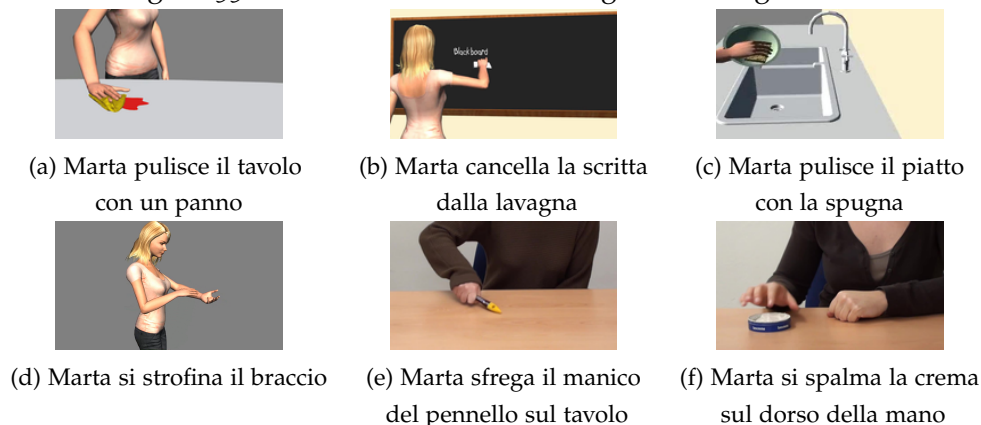 Blackboard
(a) Marta pulisce il tavolo
con un panno
(b) Marta cancella la scritta
dalla lavagna
(c) Marta pulisce il piatto
con la spugna
(d) Marta si strofina il braccio
(e) Marta sfrega il manico
del pennello sul tavolo
(f) Marta si spalma la crema
sul dorso della mano